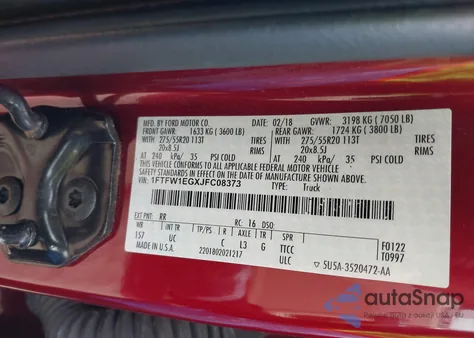 MFD. BY FORD MOTOR CO.
DATE: 02/18 GVWR: 3198 KG ( 7050 LB)
FRONT GAWR: 1633 KG ( 3600 LB) REAR GAWR: 1724 KG ( 3800 LB)
275/55R20 113T TIRES 275/55R20 113T TIRES
20x8.5J RIMS 20x8.5J RIMS
AT 240 kPa/ 35 PSI COLD AT 240 kPa/ 35 PSI COLD
THIS VEHICLE CONFORMS TO ALL APPLICABLE FEDERAL MOTOR VEHICLE
SAFETY STANDARDS IN EFFECT ON THE DATE OF MANUFACTURE SHOWN ABOVE.
VIN: 1FTFW1EGXJFC08373 TYPE: Truck
EXT PNT: RR RC: 16 DSO: F0122
157 UC T0997
WB BRK INT TR TP/PS R AXLE TR SPR
C L3 G TTCC
MADE IN U.S.A. 2201802021217 ULC
5U5A-3520472-AA
autoSnap